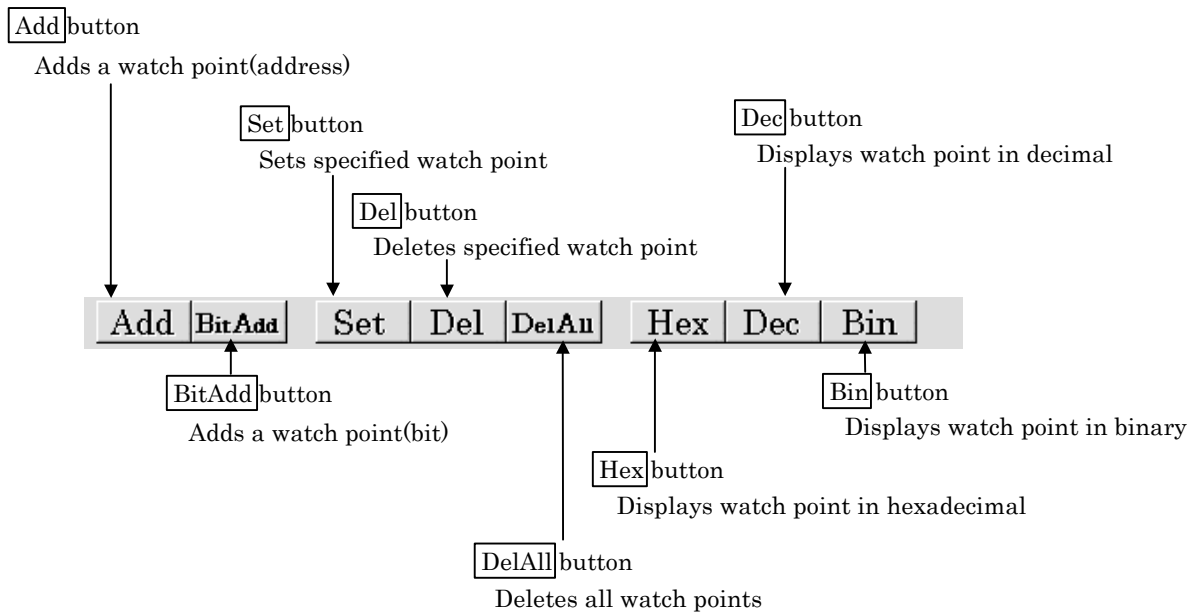 Add button
Adds a watch point(address)
Set button
Sets specified watch point
Dec button
Displays watch point in decimal
Del button
Deletes specified watch point
Add BitAdd Set Del DelAll Hex Dec Bin
BitAdd button
Adds a watch point(bit)
Bin button
Displays watch point in binary
Hex button
Displays watch point in hexadecimal
DelAll button
Deletes all watch points